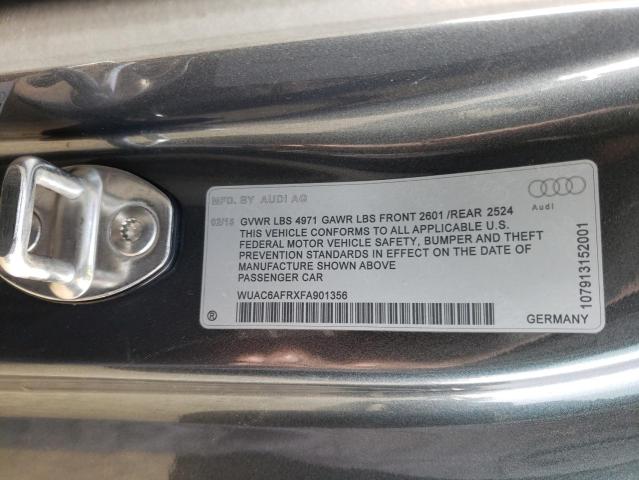 MFD. BY AUDI AG
02/15 GVWR LBS 4971 GAWR LBS FRONT 2601 /REAR 2524
THIS VEHICLE CONFORMS TO ALL APPLICABLE U.S.
FEDERAL MOTOR VEHICLE SAFETY, BUMPER AND THEFT
PREVENTION STANDARDS IN EFFECT ON THE DATE OF
MANUFACTURE SHOWN ABOVE
PASSENGER CAR
WUAC6AFRXFA901356
®
GERMANY
Audi
107913152001